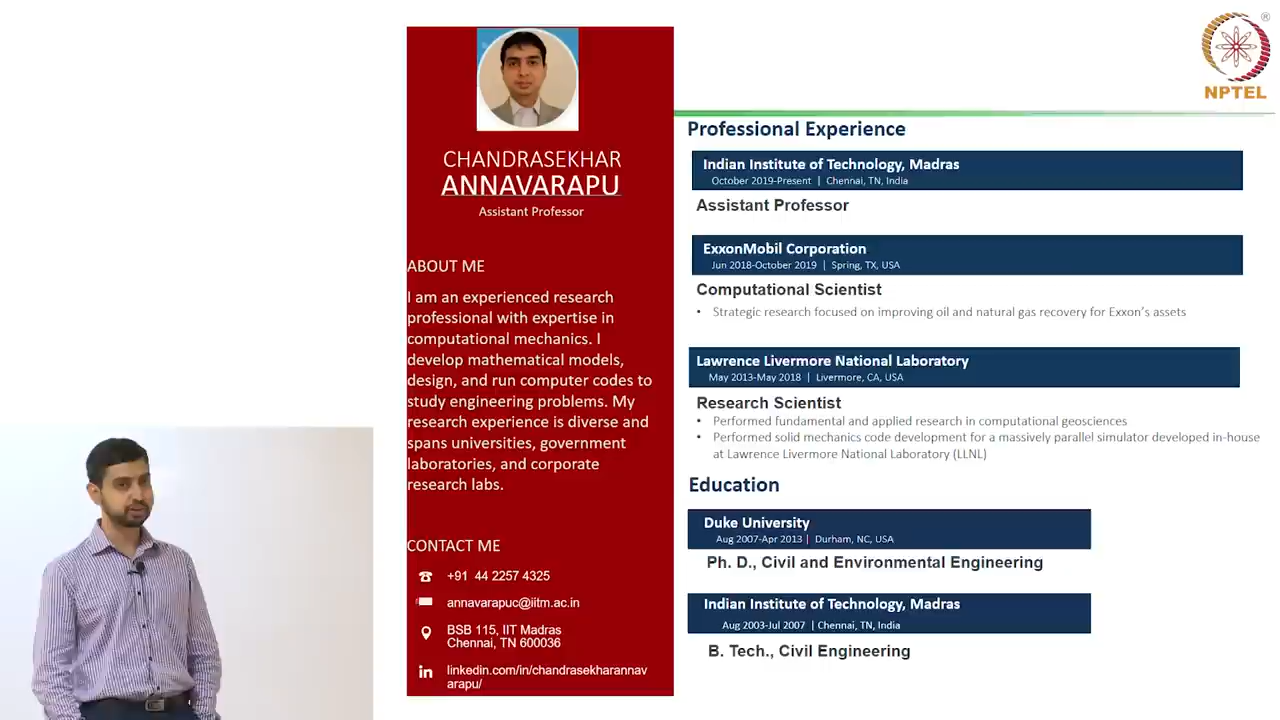 CHANDRASEKHAR
ANNAVARAPU
Assistant Professor
ABOUT ME
I am an experienced research
professional with expertise in
computational mechanics. I
develop mathematical models,
design, and run computer codes to
study engineering problems. My
research experience is diverse and
spans universities, government
laboratories, and corporate
research labs.
CONTACT ME
+91 44 2257 4325
annavarapuc@iitm.ac.in
BSB 115, IIT Madras
Chennai, TN 600036
in
linkedin.com/in/chandrasekharannav
arapu/
®
NPTEL
Professional Experience
Indian Institute of Technology, Madras
October 2019-Present | Chennai, TN, India
Assistant Professor
ExxonMobil Corporation
Jun 2018-October 2019 | Spring, TX, USA
Computational Scientist
• Strategic research focused on improving oil and natural gas recovery for Exxon's assets
Lawrence Livermore National Laboratory
May 2013-May 2018 | Livermore, CA, USA
Research Scientist
• Performed fundamental and applied research in computational geosciences
• Performed solid mechanics code development for a massively parallel simulator developed in-house
at Lawrence Livermore National Laboratory (LLNL)
Education
Duke University
Aug 2007-Apr 2013 | Durham, NC, USA
Ph. D., Civil and Environmental Engineering
Indian Institute of Technology, Madras
Aug 2003-Jul 2007 | Chennai, TN, India
B. Tech., Civil Engineering